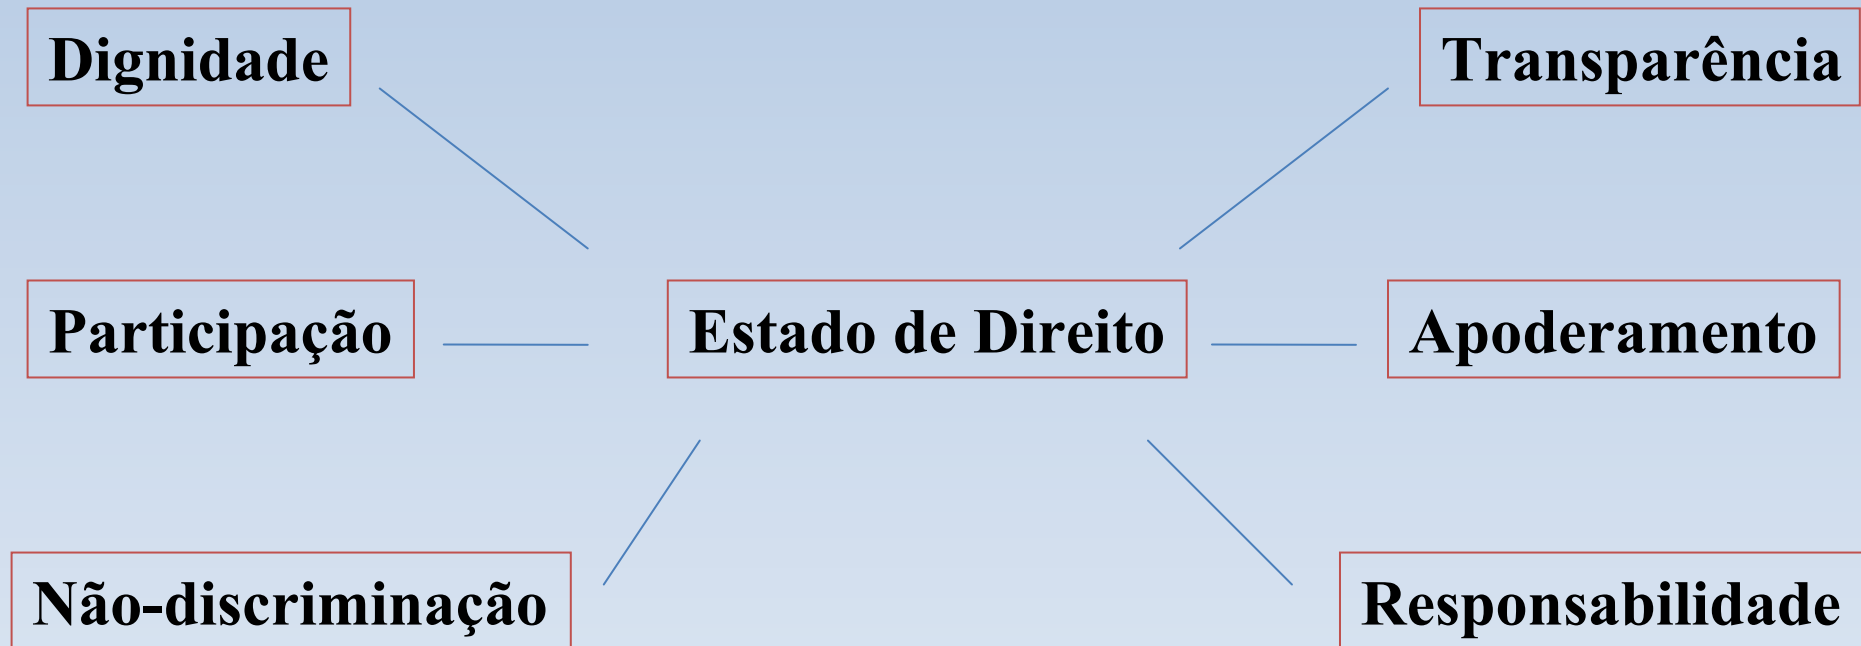 Dignidade
Transparência
Participação
Estado de Direito
Apoderamento
Não-discriminação
Responsabilidade